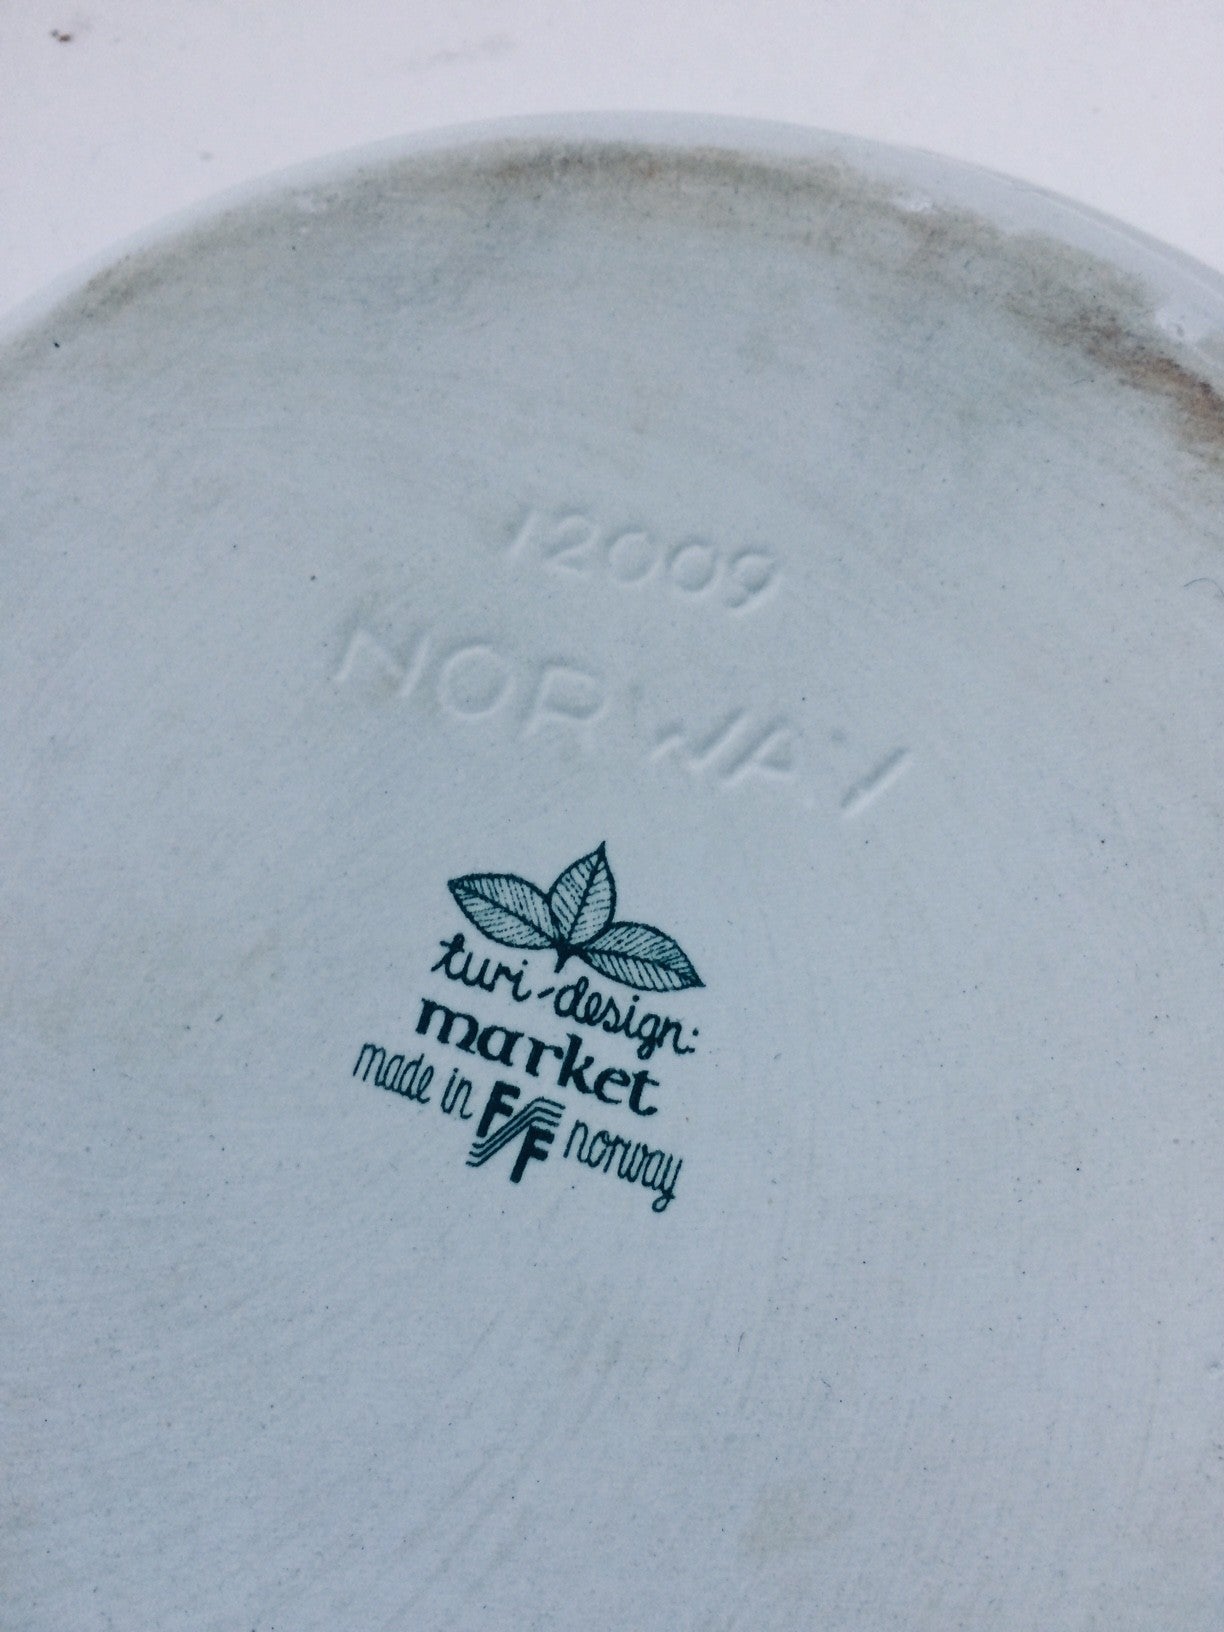 12009
NORWAY
turi-design:
market
made in FF norway